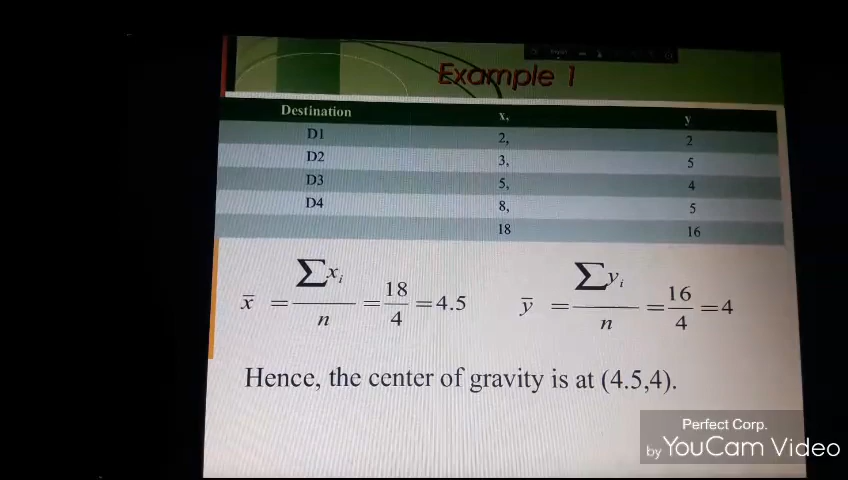 Example 1
Destination x, y
D1 2, 2
D2 3, 5
D3 5, 4
D4 8, 5
18 16
x̄ = ∑xᵢ / n = 18 / 4 = 4.5
ȳ = ∑yᵢ / n = 16 / 4 = 4
Hence, the center of gravity is at (4.5,4).
Perfect Corp.
by YouCam Video